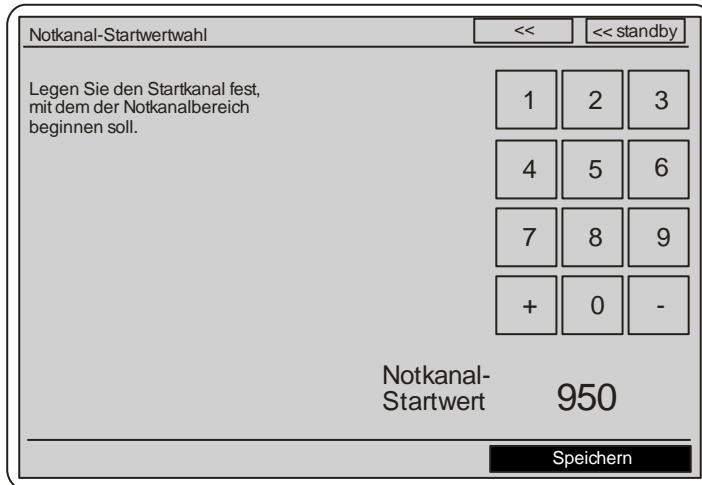 Notkanal-Startwertwahl
<<
<< standby
Legen Sie den Startkanal fest,
mit dem der Notkanalbereich
beginnen soll.
1 2 3
4 5 6
7 8 9
+ 0 -
Notkanal-
Startwert
950
Speichern